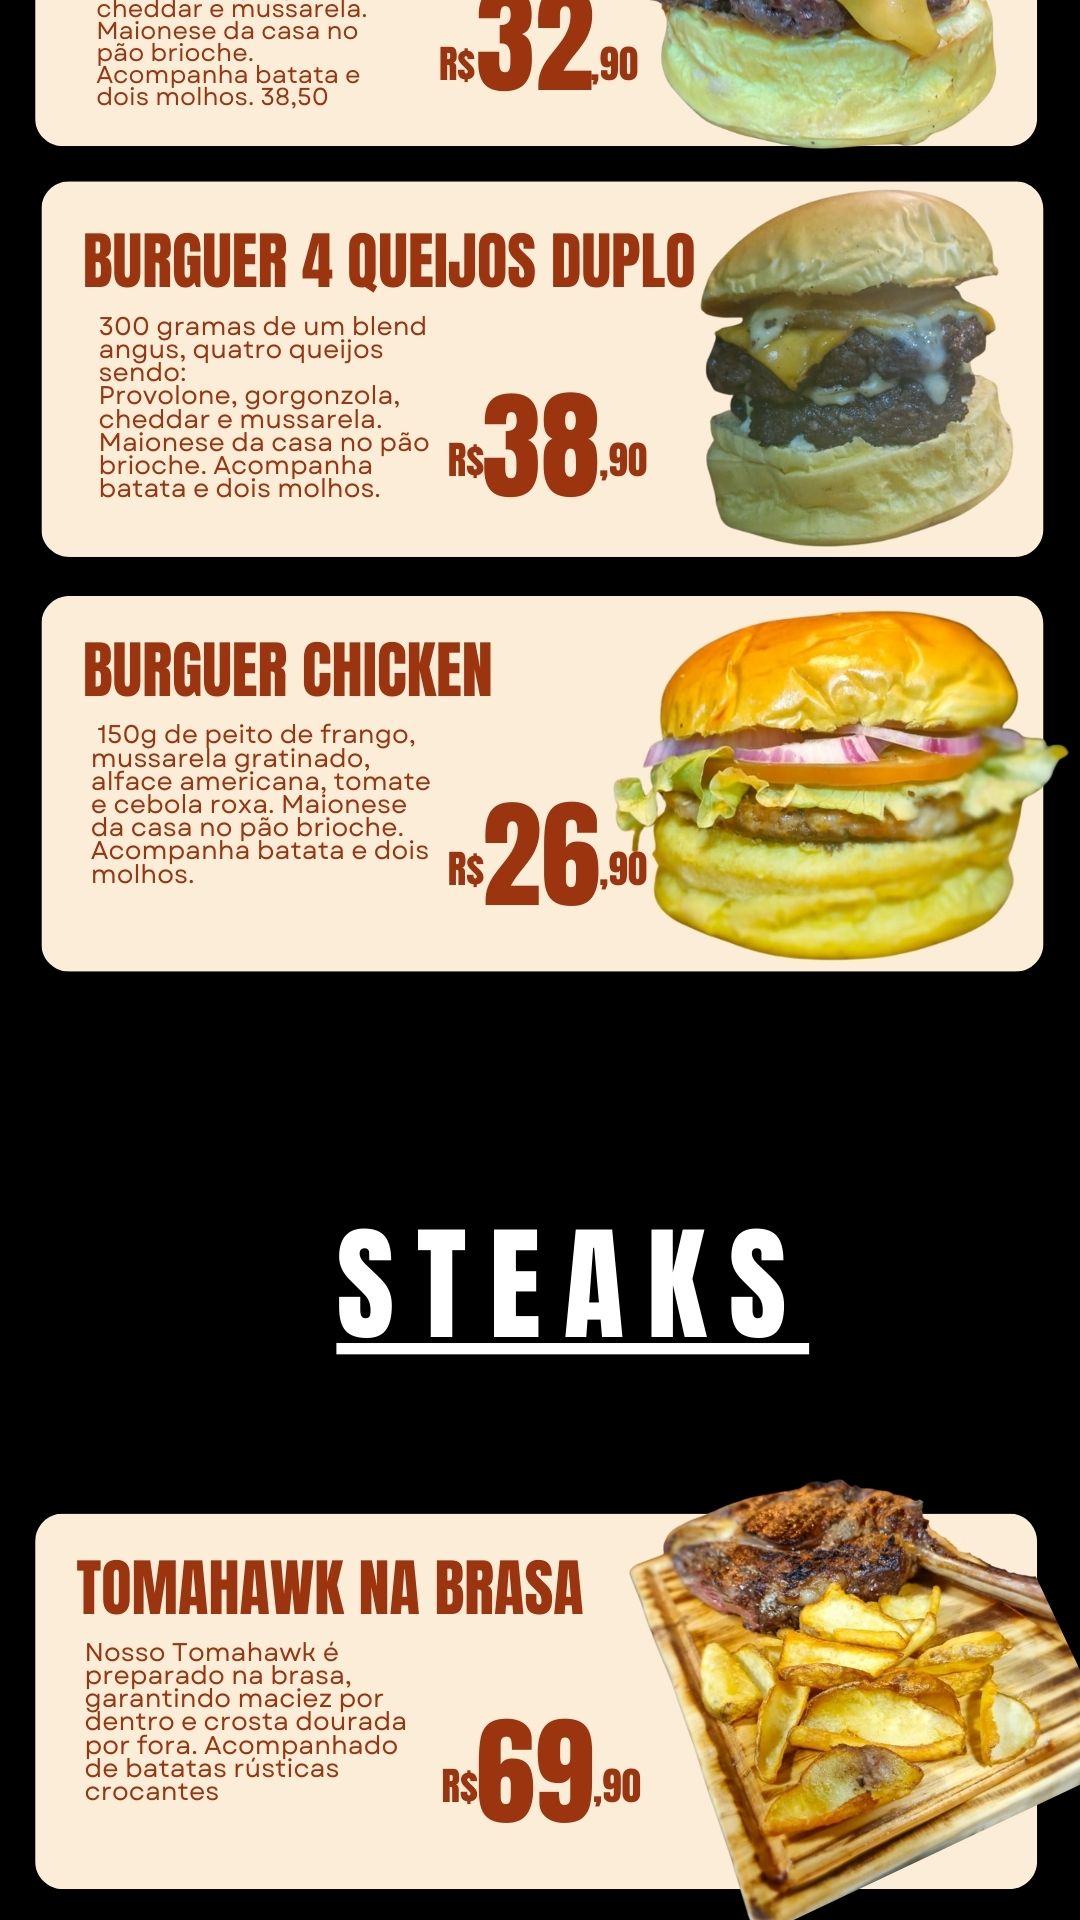 cheddar e mussarela.
Maionese da casa no
pão brioche.
Acompanha batata e
dois molhos. 38,50
R$32,90
BURGUER 4 QUEIJOS DUPLO
300 gramas de um blend
angus, quatro queijos
sendo:
Provolone, gorgonzola,
cheddar e mussarela.
Maionese da casa no pão
brioche. Acompanha
batata e dois molhos.
R$38,90
BURGUER CHICKEN
150g de peito de frango,
mussarela gratinado,
alface americana, tomate
e cebola roxa. Maionese
da casa no pão brioche.
Acompanha batata e dois
molhos.
R$26,90
STEAKS
TOMAHAWK NA BRASA
Nosso Tomahawk é
preparado na brasa,
garantindo maciez por
dentro e crosta dourada
por fora. Acompanhado
de batatas rústicas
crocantes
R$69,90